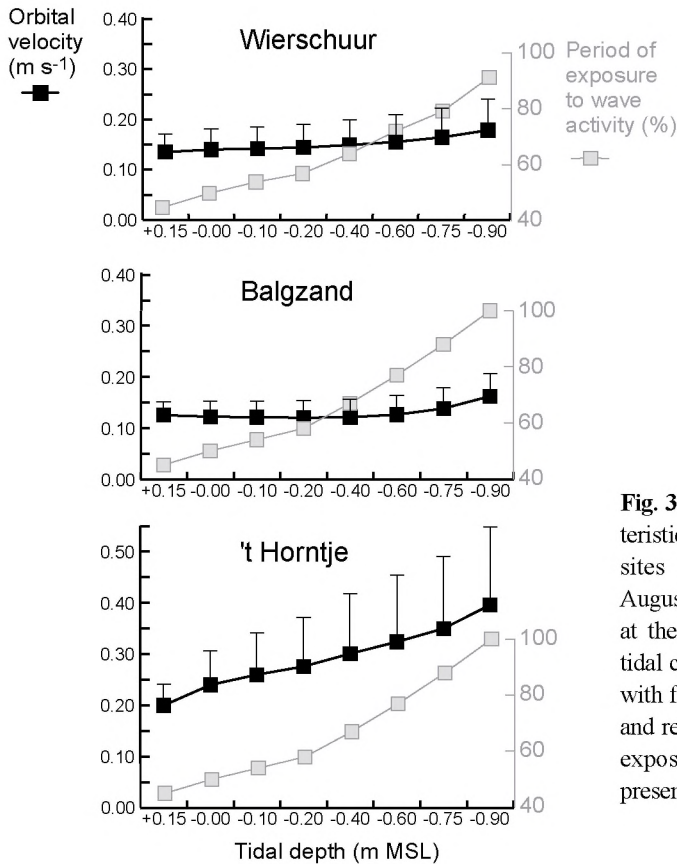 Orbital
velocity
(m s-1)
Wierschuur
Period of
exposure
to wave
activity (%)
0.40
0.30
0.20
0.10
0.00
100
80
60
40
+0.15 -0.00 -0.10 -0.20 -0.40 -0.60 -0.75 -0.90
Balgzand
0.40
0.30
0.20
0.10
0.00
100
80
60
40
+0.15 -0.00 -0.10 -0.20 -0.40 -0.60 -0.75 -0.90
't Horntje
0.50
0.40
0.30
0.20
0.10
0.00
100
80
60
40
+0.15 -0.00 -0.10 -0.20 -0.40 -0.60 -0.75 -0.90
Tidal depth (m MSL)
Fig. 3
teristic
sites
Augus
at the
tidal c
with f
and re
expos
presen